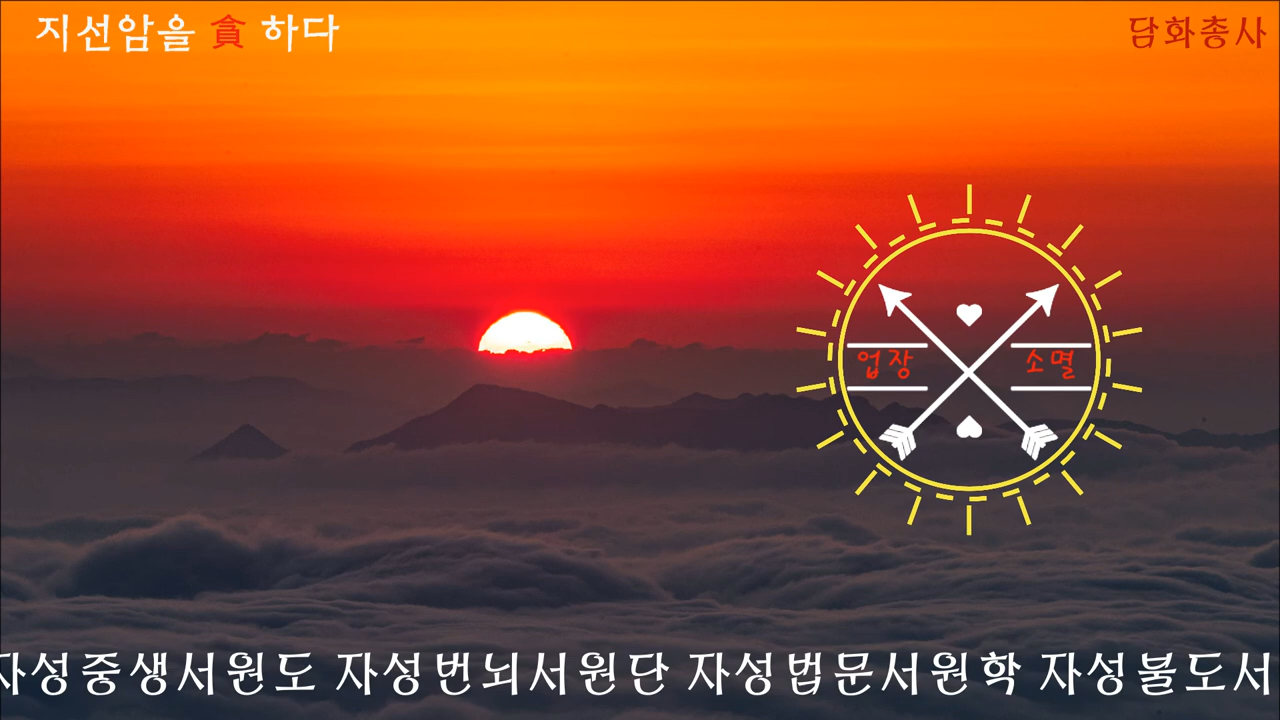 지선암을 貪 하다
담화총사
업장
소멸
자성중생서원도 자성번뇌서원단 자성법문서원학 자성불도서